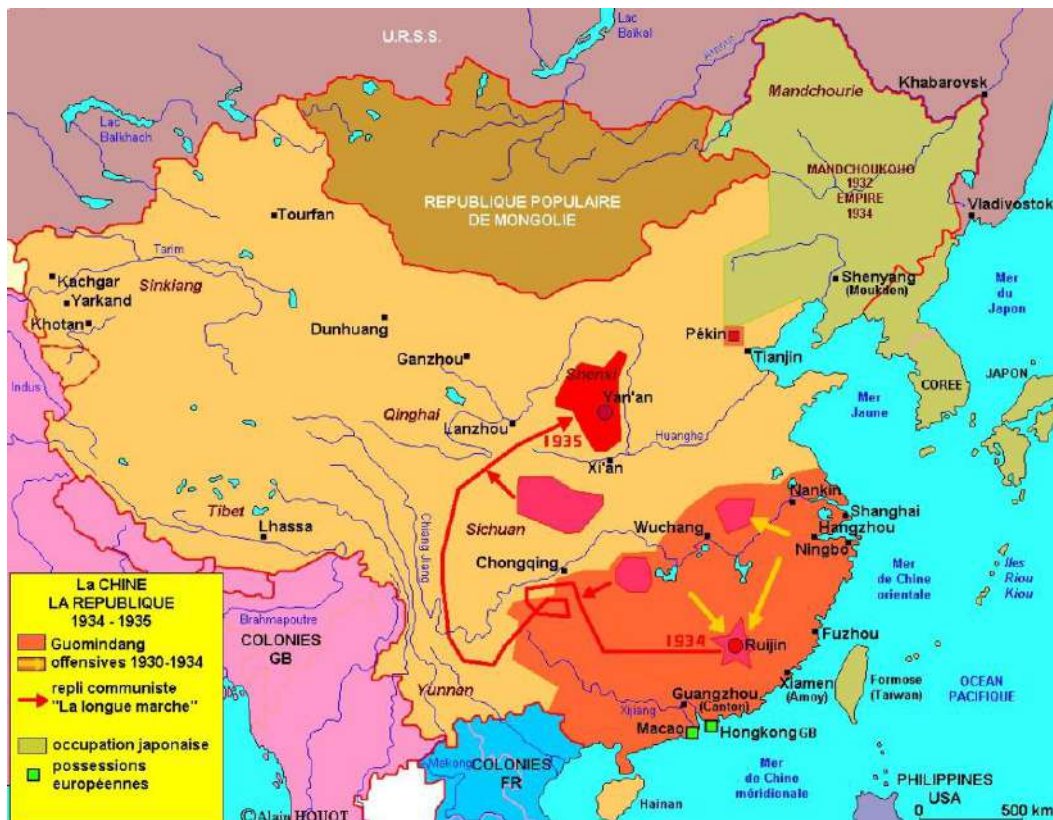 Lac
Baïkal
U.R.S.S.
Mandchourie
Khabarovsk
Lac
Balkhach
MANDCHOUKOUO
1932
EMPIRE
1934
REPUBLIQUE POPULAIRE
DE MONGOLIE
Tourfan
Vladivostok
Tarim
Kachgar
Sinkiang
Yarkand
Khotan
Shenyang
(Moukden)
Mer
du
Japon
Dunhuang
Pékin
Tianjin
Ganzhou
Shenxi
COREE
JAPON
Indus
Yan'an
Qinghai
Mer
Jaune
Lanzhou
1935
Huanghe
Xi'an
Nankin
Shanghai
Tibet
Sichuan
Lhassa
Wuchang
Hangzhou
Ningbo
Chiang Jiang
Chongqing
Mer
de Chine
orientale
Iles
Riou
Kiou
La CHINE
LA REPUBLIQUE
1934 - 1935
Guomindang
offensives 1930-1934
repli communiste
"La longue marche"
occupation japonaise
possessions
européennes
Brahmapoutre
COLONIES
GB
1934
Ruijin
Fuzhou
Yunnan
Xiamen
(Amoy)
Formose
(Taiwan)
OCEAN
PACIFIQUE
Xijiang
Guangzhou
(Canton)
Macao
Hongkong GB
Mekong
COLONIES
FR
Mer
de Chine
méridionale
Hainan
PHILIPPINES
USA
0 500 km
©Alain HOUOT